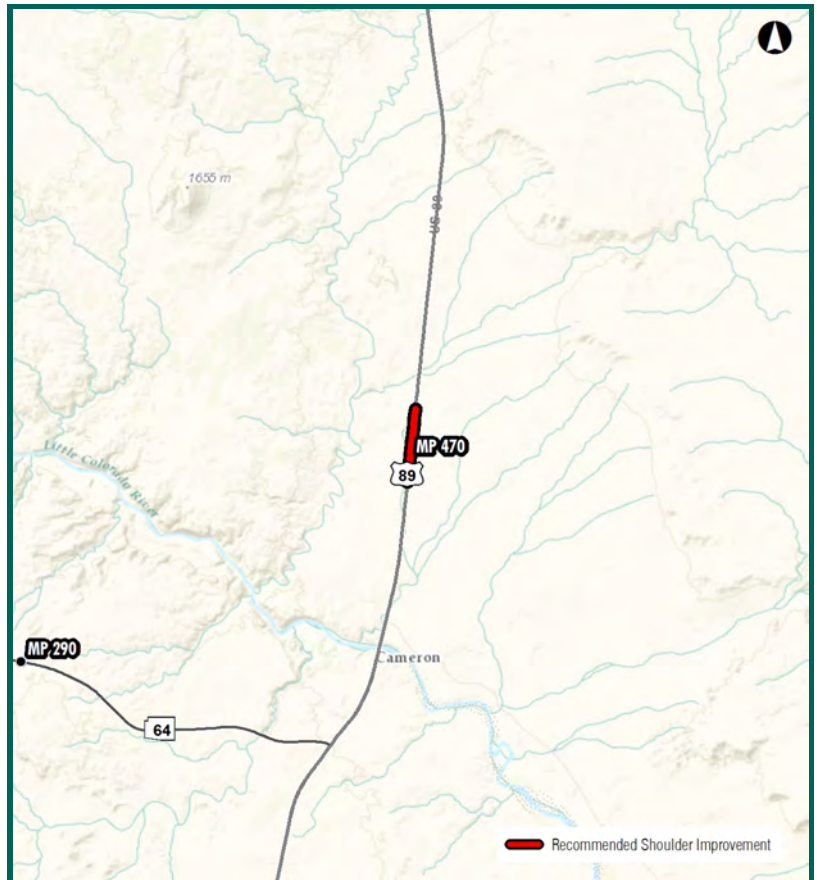 1655 m
US 89
MP 470
89
Little Colorado River
MP 290
Cameron
64
Recommended Shoulder Improvement